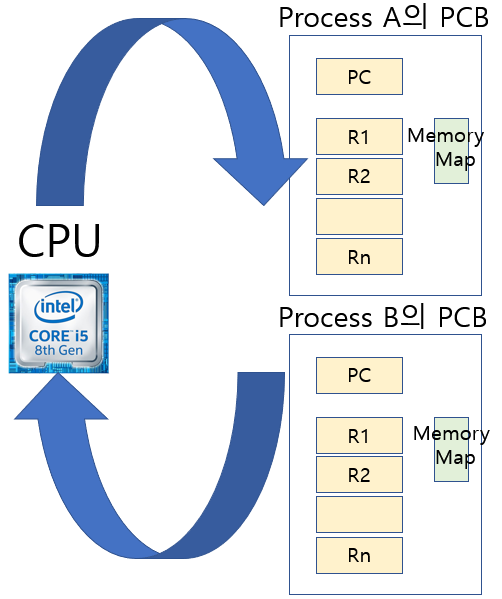 Process A의 PCB
PC
R1
Memory
Map
R2
Rn
CPU
intel
CORE i5
8th Gen
Process B의 PCB
PC
R1
Memory
Map
R2
Rn